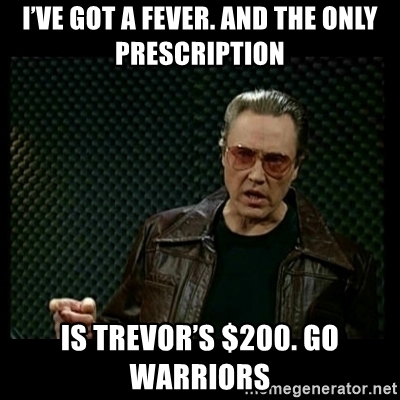 I'VE GOT A FEVER. AND THE ONLY
PRESCRIPTION
IS TREVOR'S $200. GO
WARRIORS
memegenerator.net